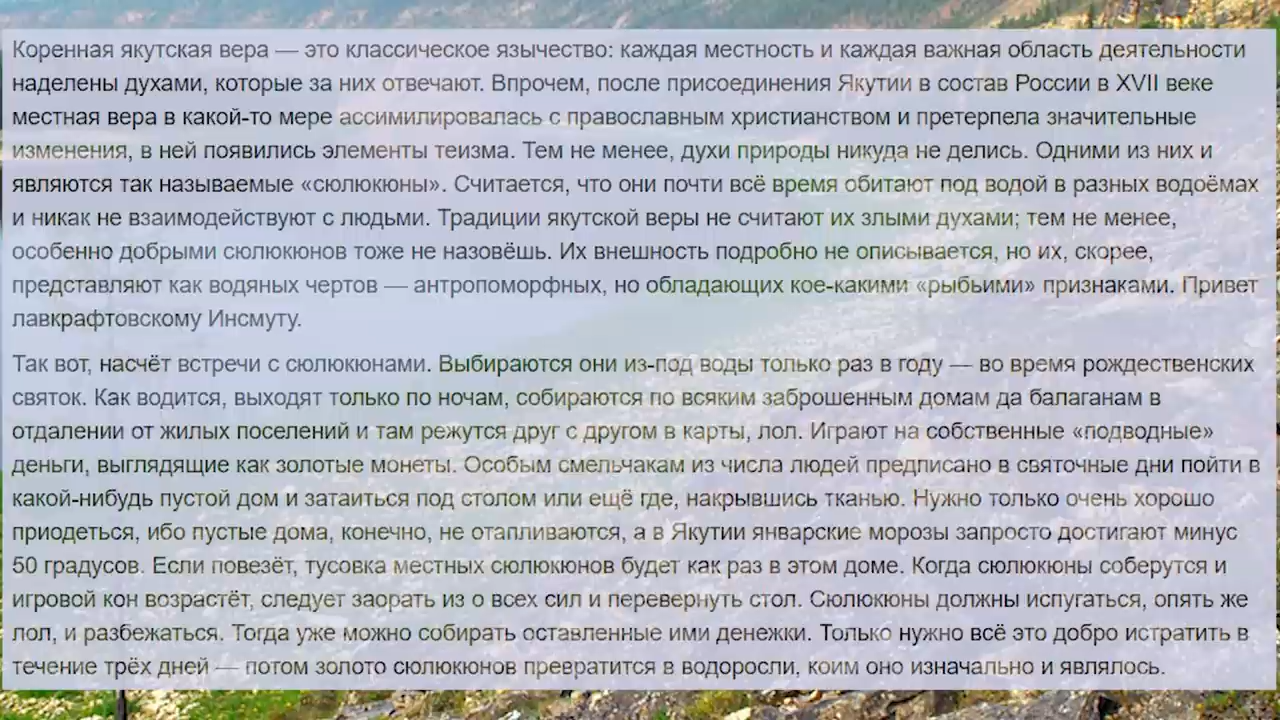 Коренная якутская вера — это классическое язычество: каждая местность и каждая важная область деятельности
наделены духами, которые за них отвечают. Впрочем, после присоединения Якутии в состав России в XVII веке
местная вера в какой-то мере ассимилировалась с православным христианством и претерпела значительные
изменения, в ней появились элементы теизма. Тем не менее, духи природы никуда не делись. Одними из них и
являются так называемые «сюлюкюны». Считается, что они почти всё время обитают под водой в разных водоёмах
и никак не взаимодействуют с людьми. Традиции якутской веры не считают их злыми духами; тем не менее,
особенно добрыми сюлюкюнов тоже не назовёшь. Их внешность подробно не описывается, но их, скорее,
представляют как водяных чертов — антропоморфных, но обладающих кое-какими «рыбьими» признаками. Привет
лавкрафтовскому Инсмуту.
Так вот, насчёт встречи с сюлюкюнами. Выбираются они из-под воды только раз в году — во время рождественских
святок. Как водится, выходят только по ночам, собираются по всяким заброшенным домам да балаганам в
отдалении от жилых поселений и там режутся друг с другом в карты, лол. Играют на собственные «подводные»
деньги, выглядящие как золотые монеты. Особым смельчакам из числа людей предписано в святочные дни пойти в
какой-нибудь пустой дом и затаиться под столом или ещё где, накрывшись тканью. Нужно только очень хорошо
приодеться, ибо пустые дома, конечно, не отапливаются, а в Якутии январские морозы запросто достигают минус
50 градусов. Если повезёт, тусовка местных сюлюкюнов будет как раз в этом доме. Когда сюлюкюны соберутся и
игровой кон возрастёт, следует заорать из о всех сил и перевернуть стол. Сюлюкюны должны испугаться, опять же
лол, и разбежаться. Тогда уже можно собирать оставленные ими денежки. Только нужно всё это добро истратить в
течение трёх дней — потом золото сюлюкюнов превратится в водоросли, коим оно изначально и являлось.